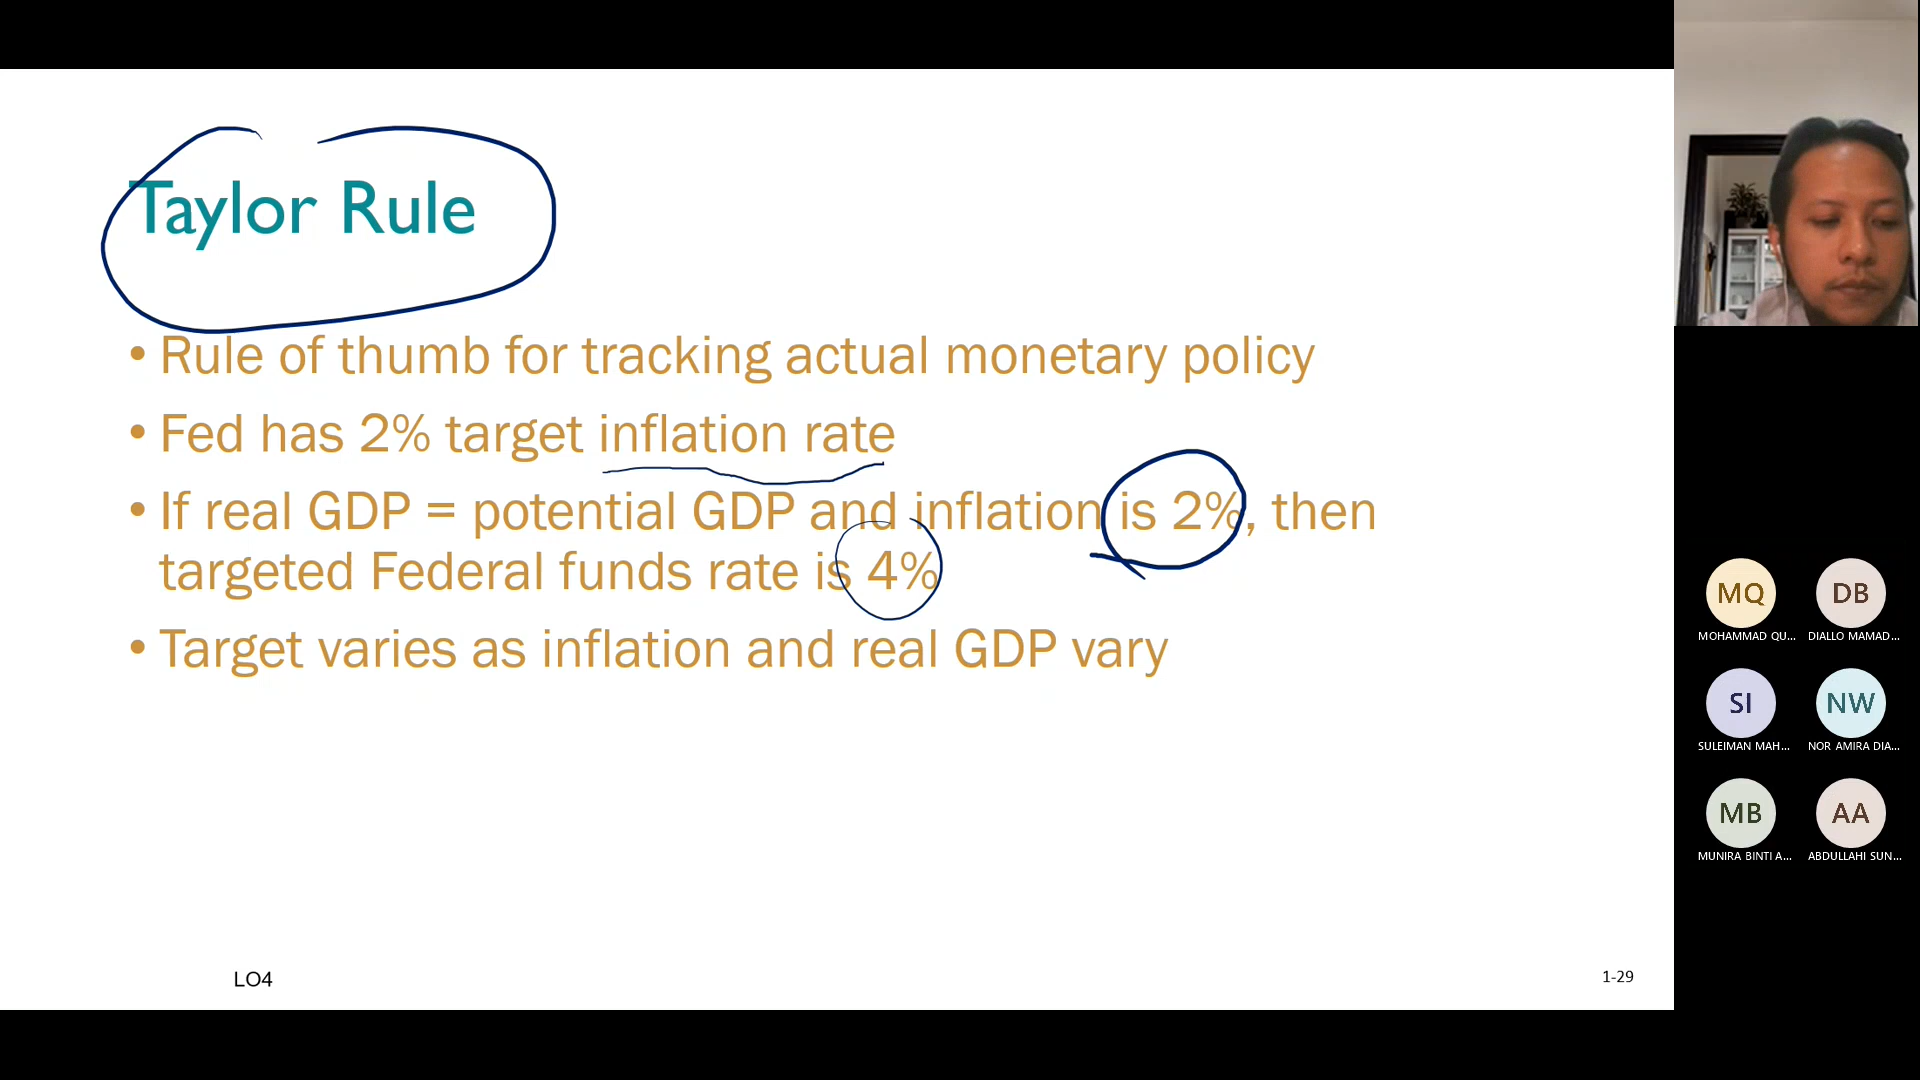 Taylor Rule
• Rule of thumb for tracking actual monetary policy
• Fed has 2% target inflation rate
• If real GDP = potential GDP and inflation is 2%, then
targeted Federal funds rate is 4%
• Target varies as inflation and real GDP vary
LO4
1-29
MQ
MOHAMMAD QU...
DB
DIALLO MAMAD...
SI
SULEIMAN MAH...
NW
NOR AMIRA DIA...
MB
MUNIRA BINTI A...
AA
ABDULLAHI SUN...